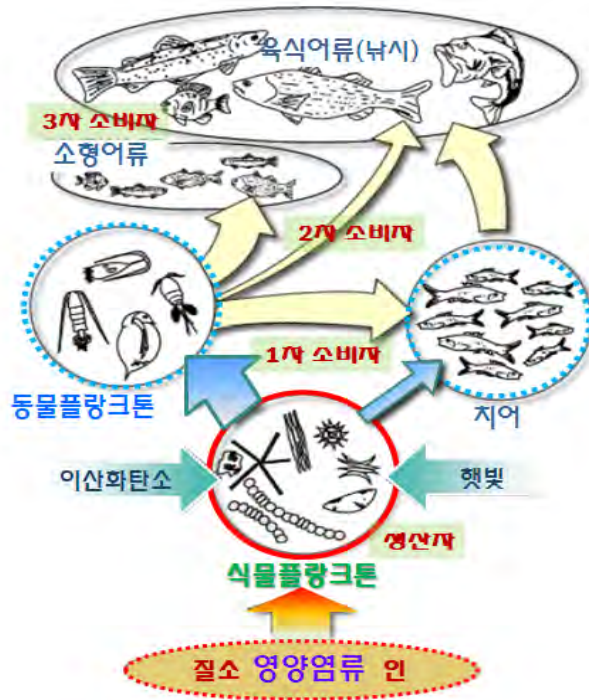 육식어류(낚시)
3차 소비자
소형어류
2차 소비자
1차 소비자
동물플랑크톤
치어
이산화탄소
햇빛
생산자
식물플랑크톤
질소 영양염류 인